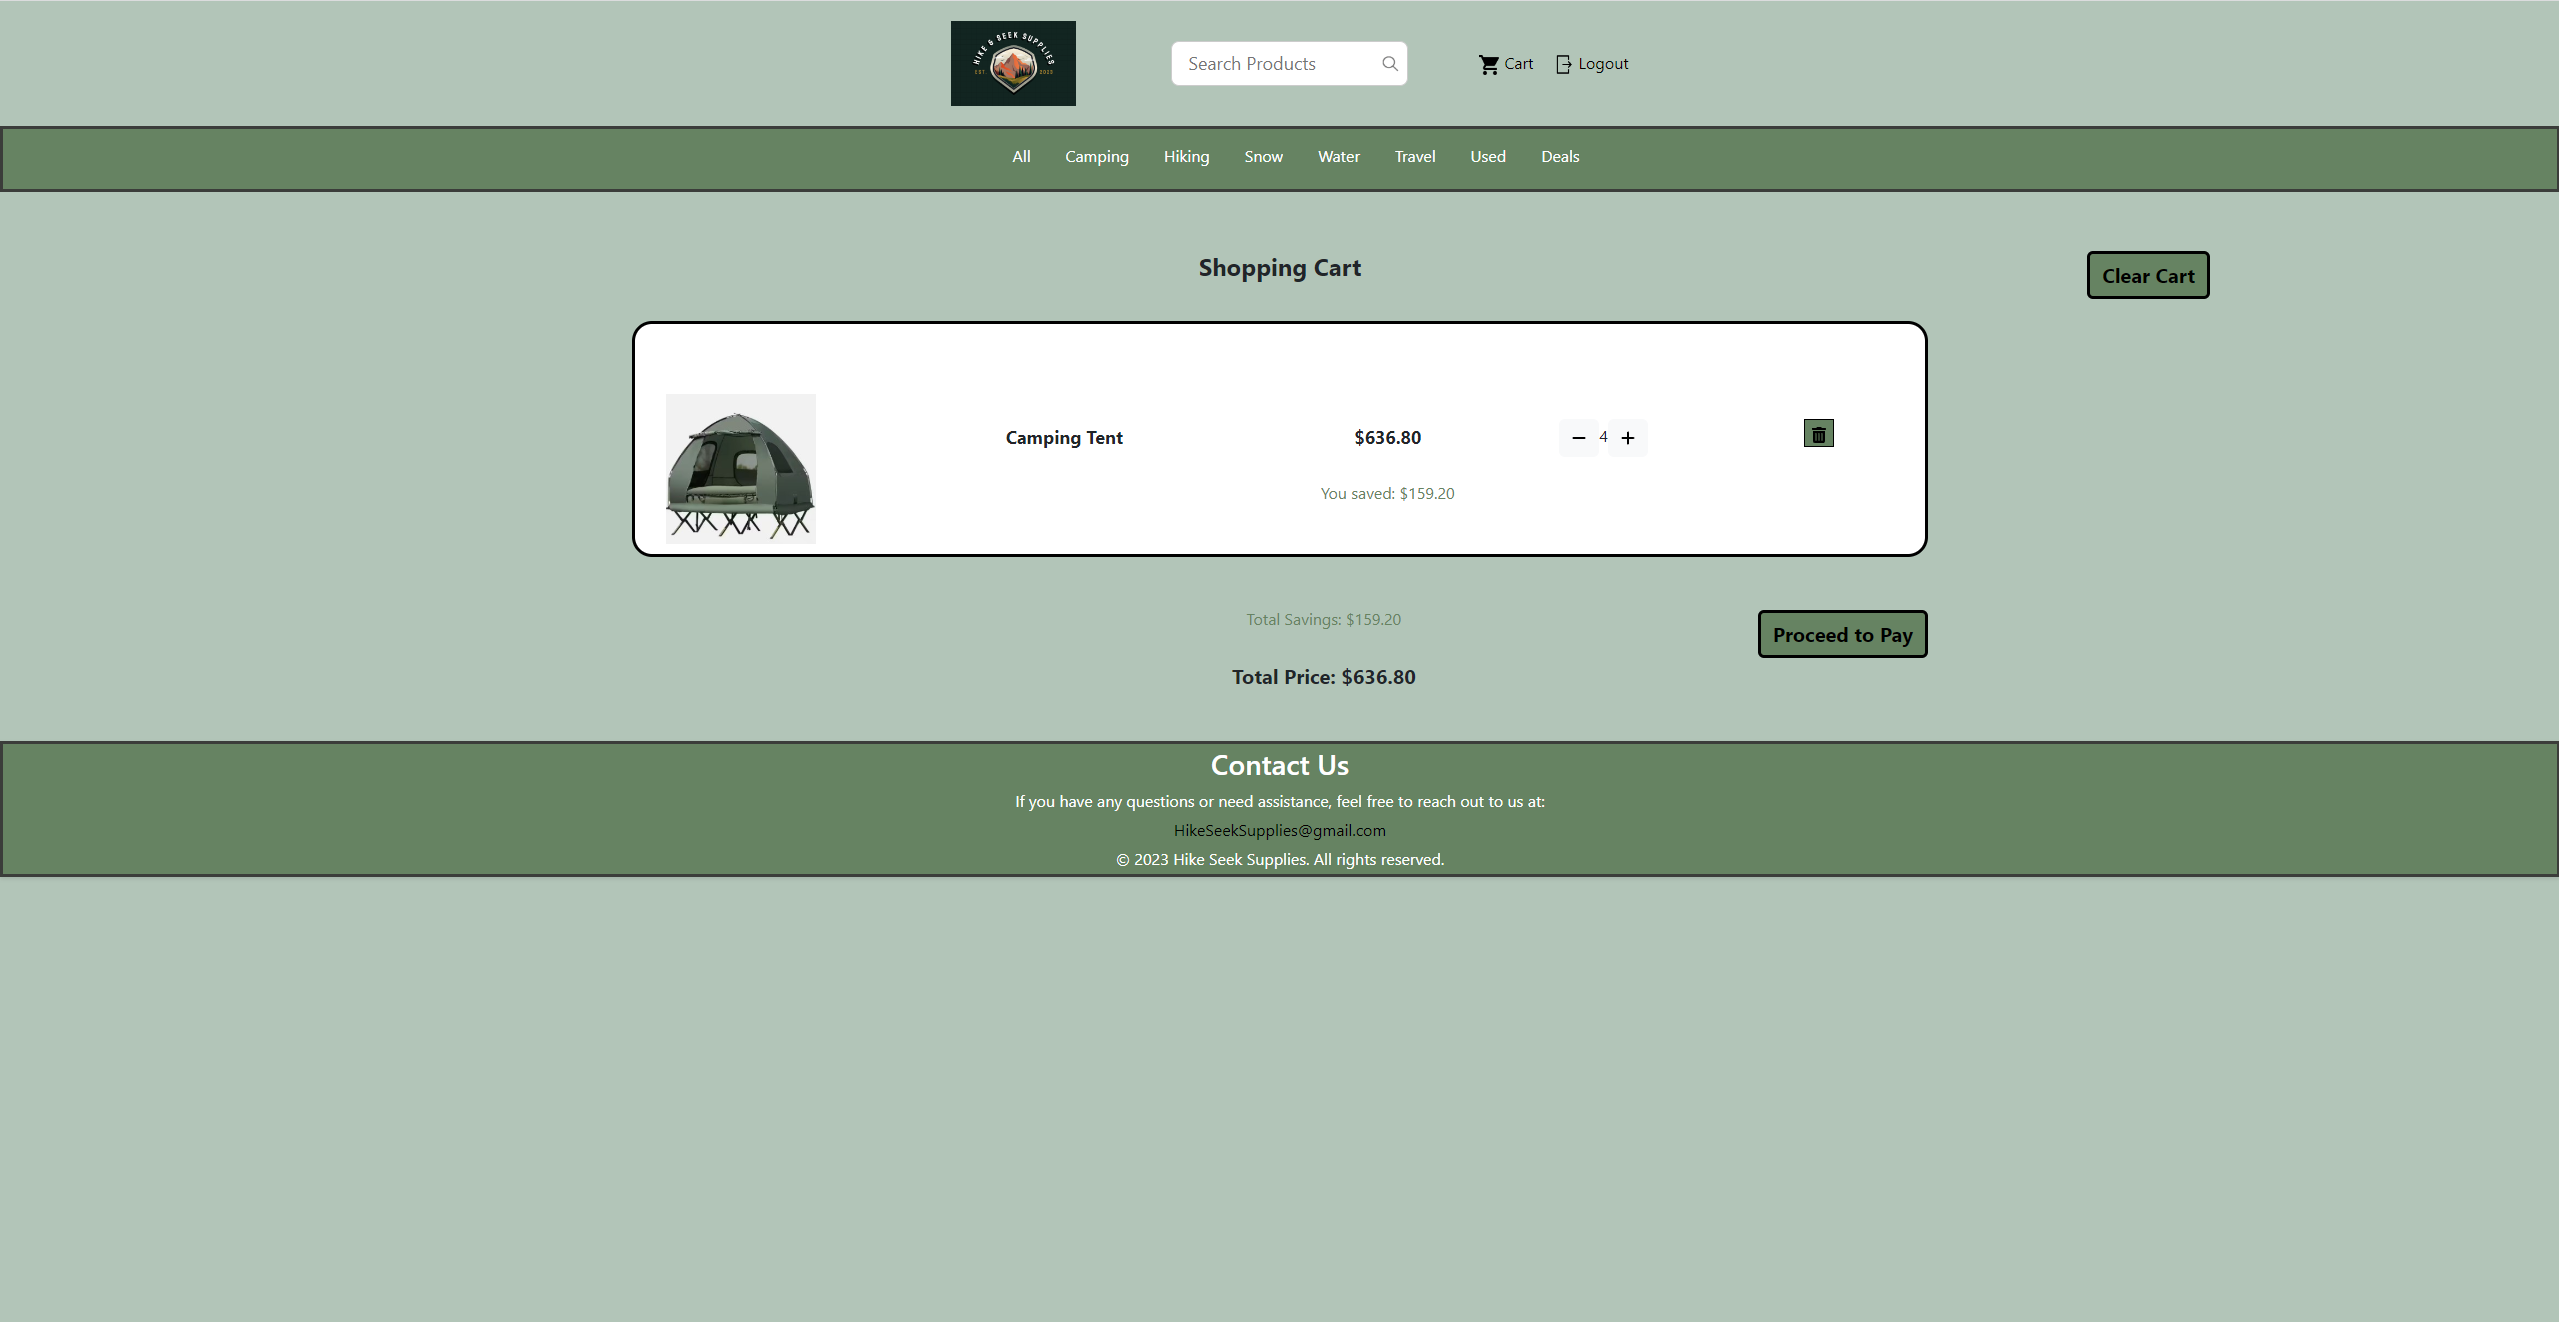 HIKE & SEEK SUPPLIES
EST. 2023
Search Products
Cart
Logout
All Camping Hiking Snow Water Travel Used Deals
Shopping Cart
Clear Cart
Camping Tent
$636.80
4
You saved: $159.20
Total Savings: $159.20
Proceed to Pay
Total Price: $636.80
Contact Us
If you have any questions or need assistance, feel free to reach out to us at:
HikeSeekSupplies@gmail.com
© 2023 Hike Seek Supplies. All rights reserved.